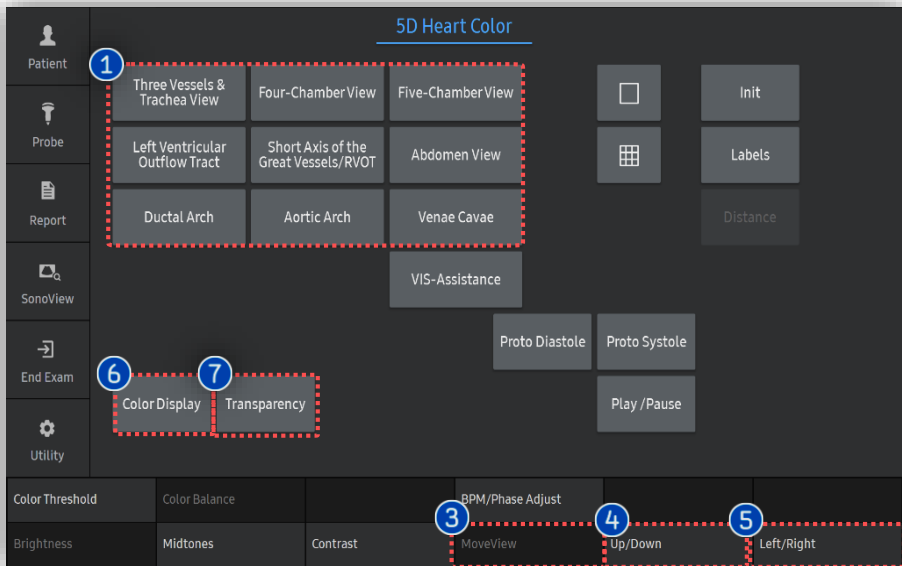 5D Heart Color
Patient
Probe
Report
SonoView
End Exam
Utility
1
Three Vessels &
Trachea View
Four-Chamber View
Five-Chamber View
Init
Left Ventricular
Outflow Tract
Short Axis of the
Great Vessels/RVOT
Abdomen View
Labels
Ductal Arch
Aortic Arch
Venae Cavae
Distance
VIS-Assistance
Proto Diastole
Proto Systole
6
7
Color Display
Transparency
Play /Pause
Color Threshold
Color Balance
BPM/Phase Adjust
3
4
5
Brightness
Midtones
Contrast
MoveView
Up/Down
Left/Right